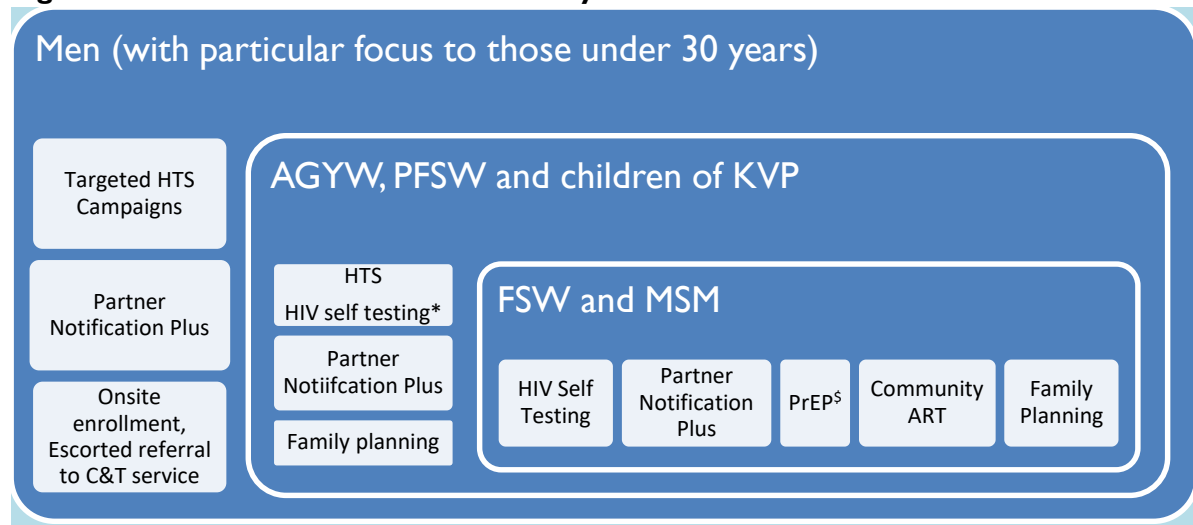 Men (with particular focus to those under 30 years)
Targeted HTS
Campaigns
Partner
Notification Plus
Onsite
enrollment,
Escorted referral
to C&T service
AGYW, PFSW and children of KVP
HTS
HIV self testing*
Partner
Notiifcation Plus
Family planning
FSW and MSM
HIV Self
Testing
Partner
Notification
Plus
PrEP$
Community
ART
Family
Planning